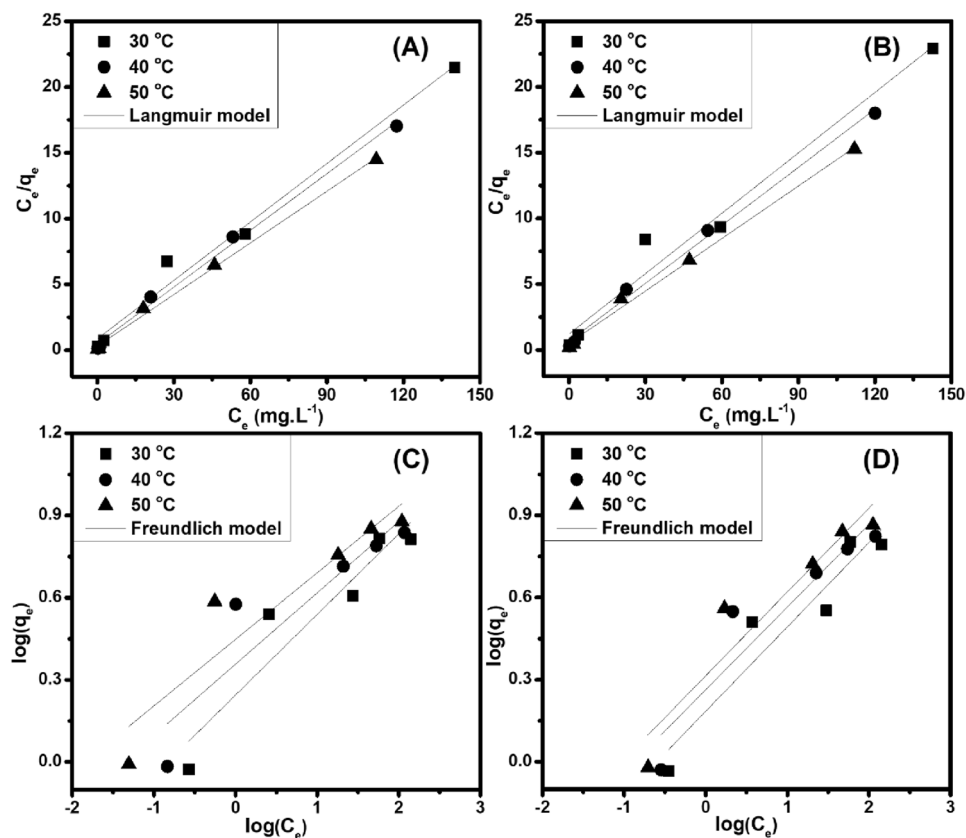 25
20
15
10
5
0
C_e/q_e
30 °C
40 °C
50 °C
Langmuir model
(A)
0 30 60 90 120 150
C_e (mg.L⁻¹)
25
20
15
10
5
0
C_e/q_e
30 °C
40 °C
50 °C
Langmuir model
(B)
0 30 60 90 120 150
C_e (mg.L⁻¹)
1.2
0.9
0.6
0.3
0.0
log(q_e)
30 °C
40 °C
50 °C
Freundlich model
(C)
-2 -1 0 1 2 3
log(C_e)
1.2
0.9
0.6
0.3
0.0
log(q_e)
30 °C
40 °C
50 °C
Freundlich model
(D)
-2 -1 0 1 2 3
log(C_e)